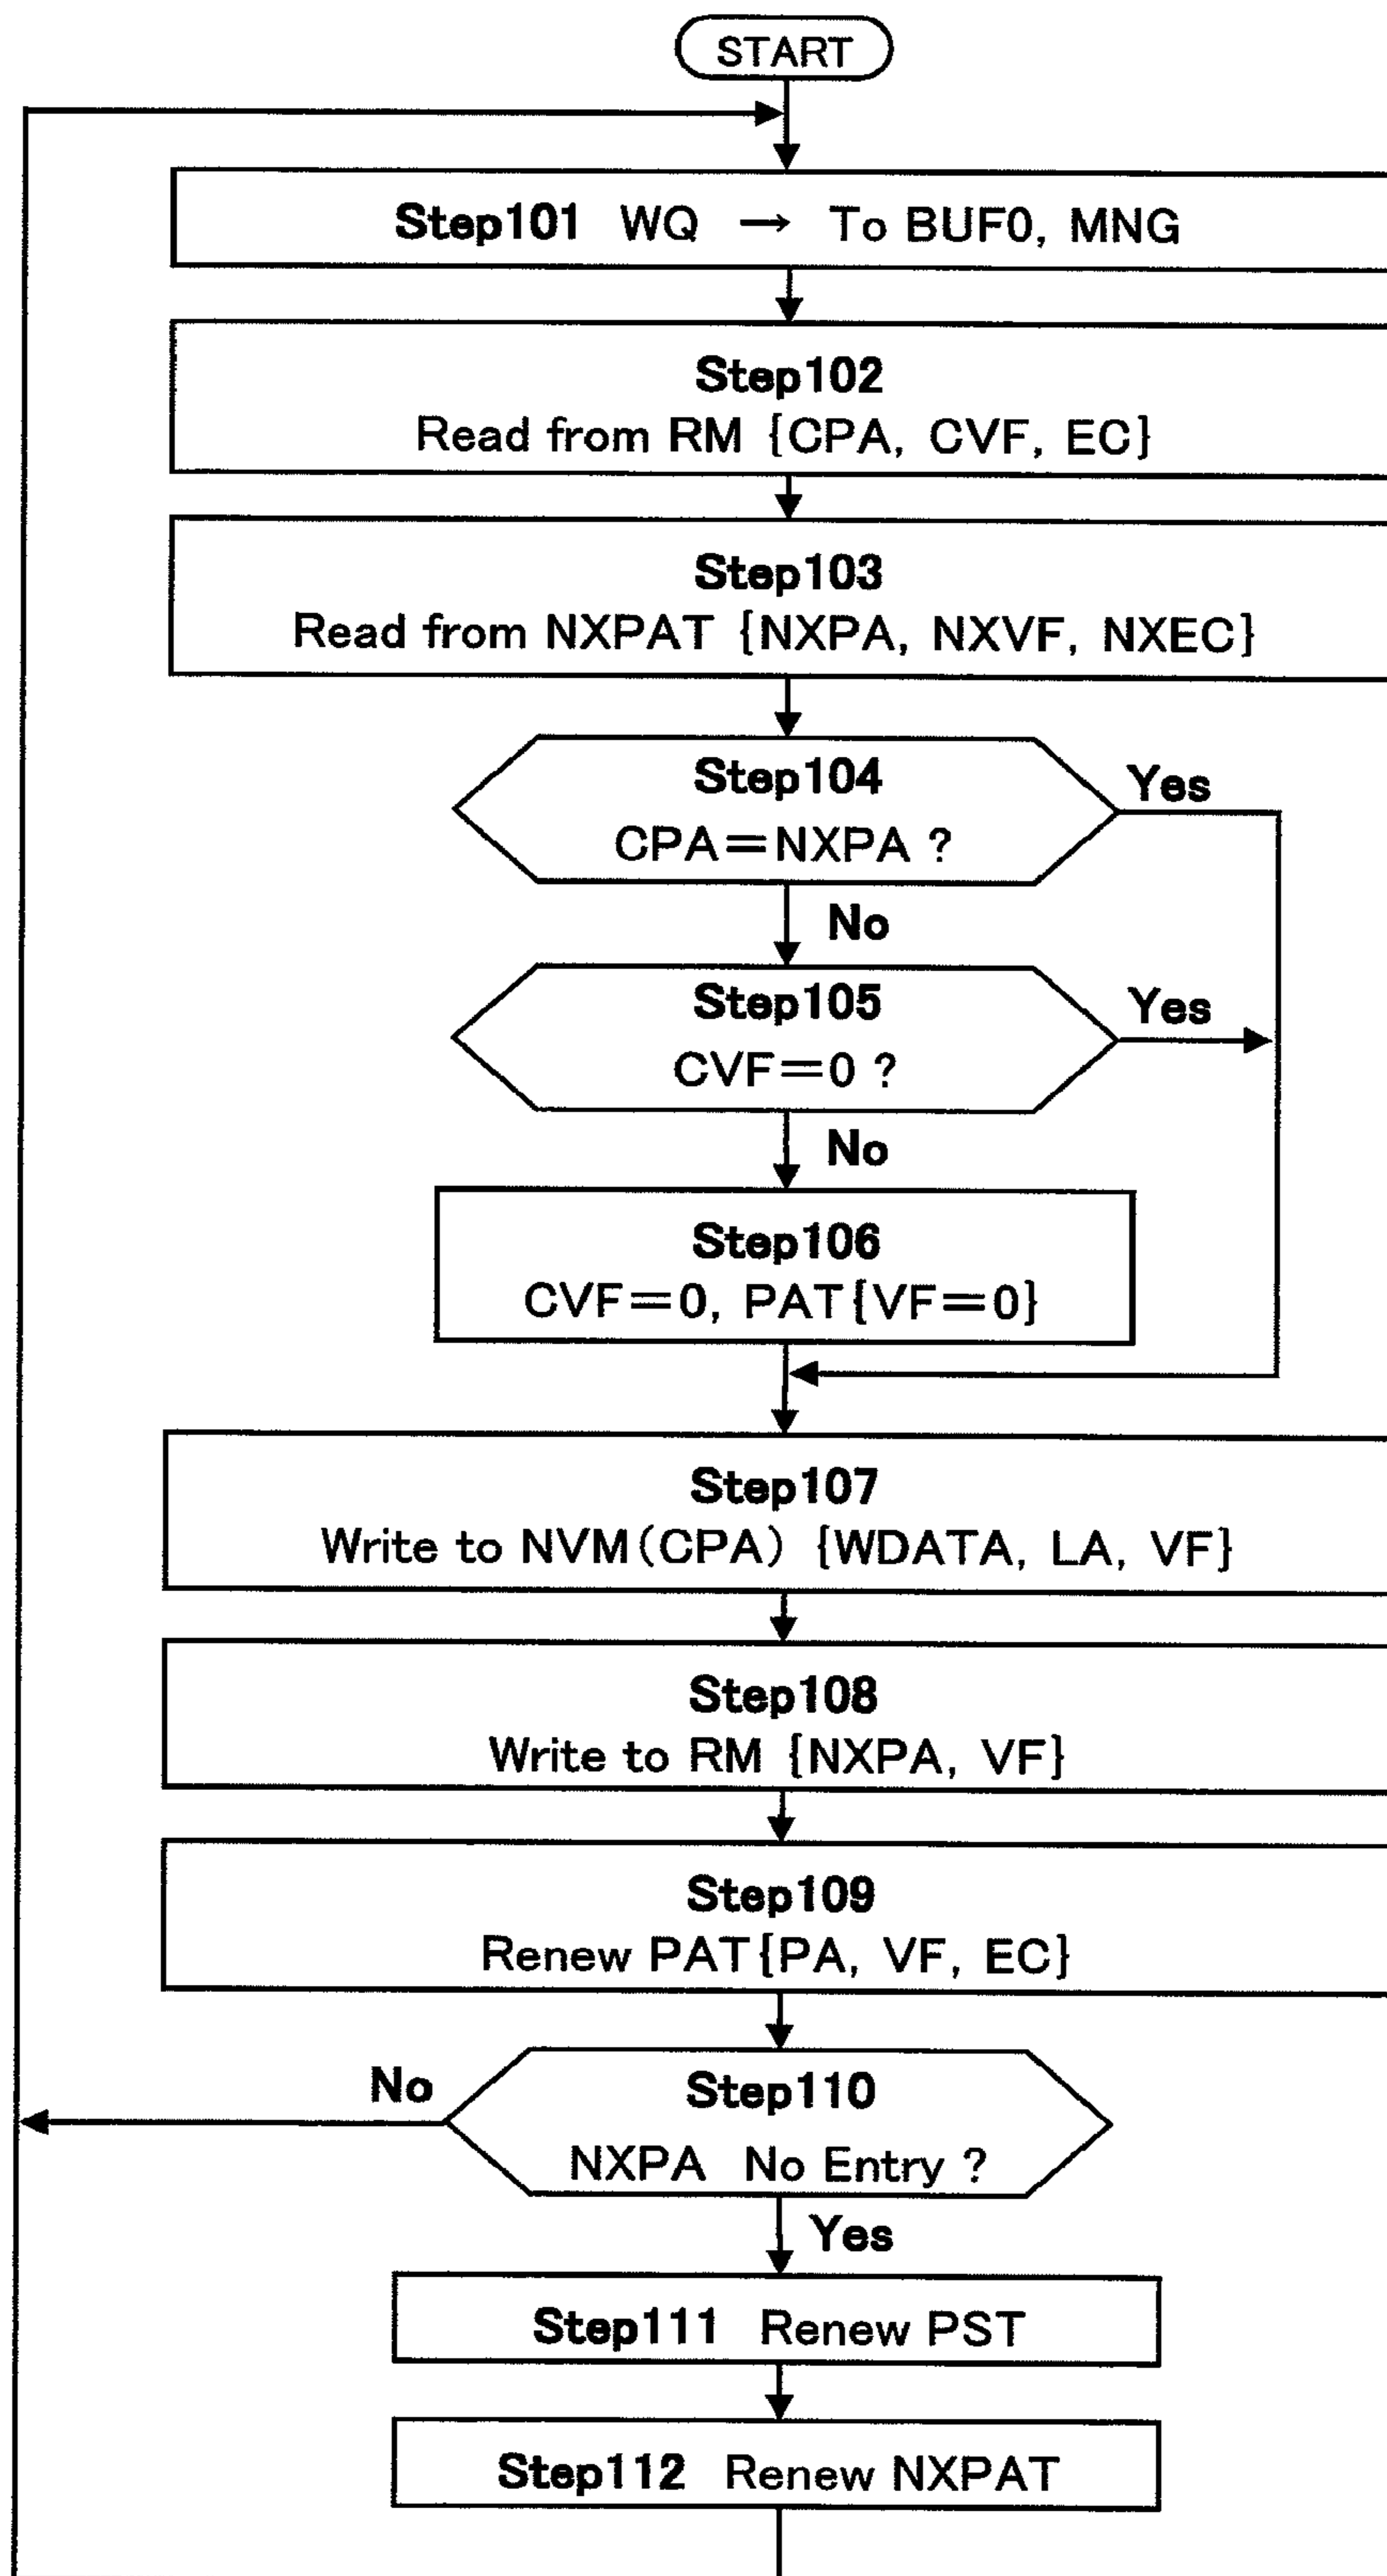 START
Step101 WQ → To BUF0, MNG
Step102
Read from RM {CPA, CVF, EC}
Step103
Read from NXPAT {NXPA, NXVF, NXEC}
Step104
Yes
CPA=NXPA ?
No
Step105
Yes
CVF=0 ?
No
Step106
CVF=0, PAT{VF=0}
Step107
Write to NVM(CPA) {WDATA, LA, VF}
Step108
Write to RM {NXPA, VF}
Step109
Renew PAT{PA, VF, EC}
No
Step110
NXPA No Entry ?
Yes
Step111 Renew PST
Step112 Renew NXPAT